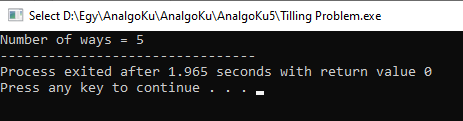 Select D:\Egy\AnalgoKu\AnalgoKu\AnalgoKu5\Tilling Problem.exe
Number of ways = 5
--------------------------------
Process exited after 1.965 seconds with return value 0
Press any key to continue . . .